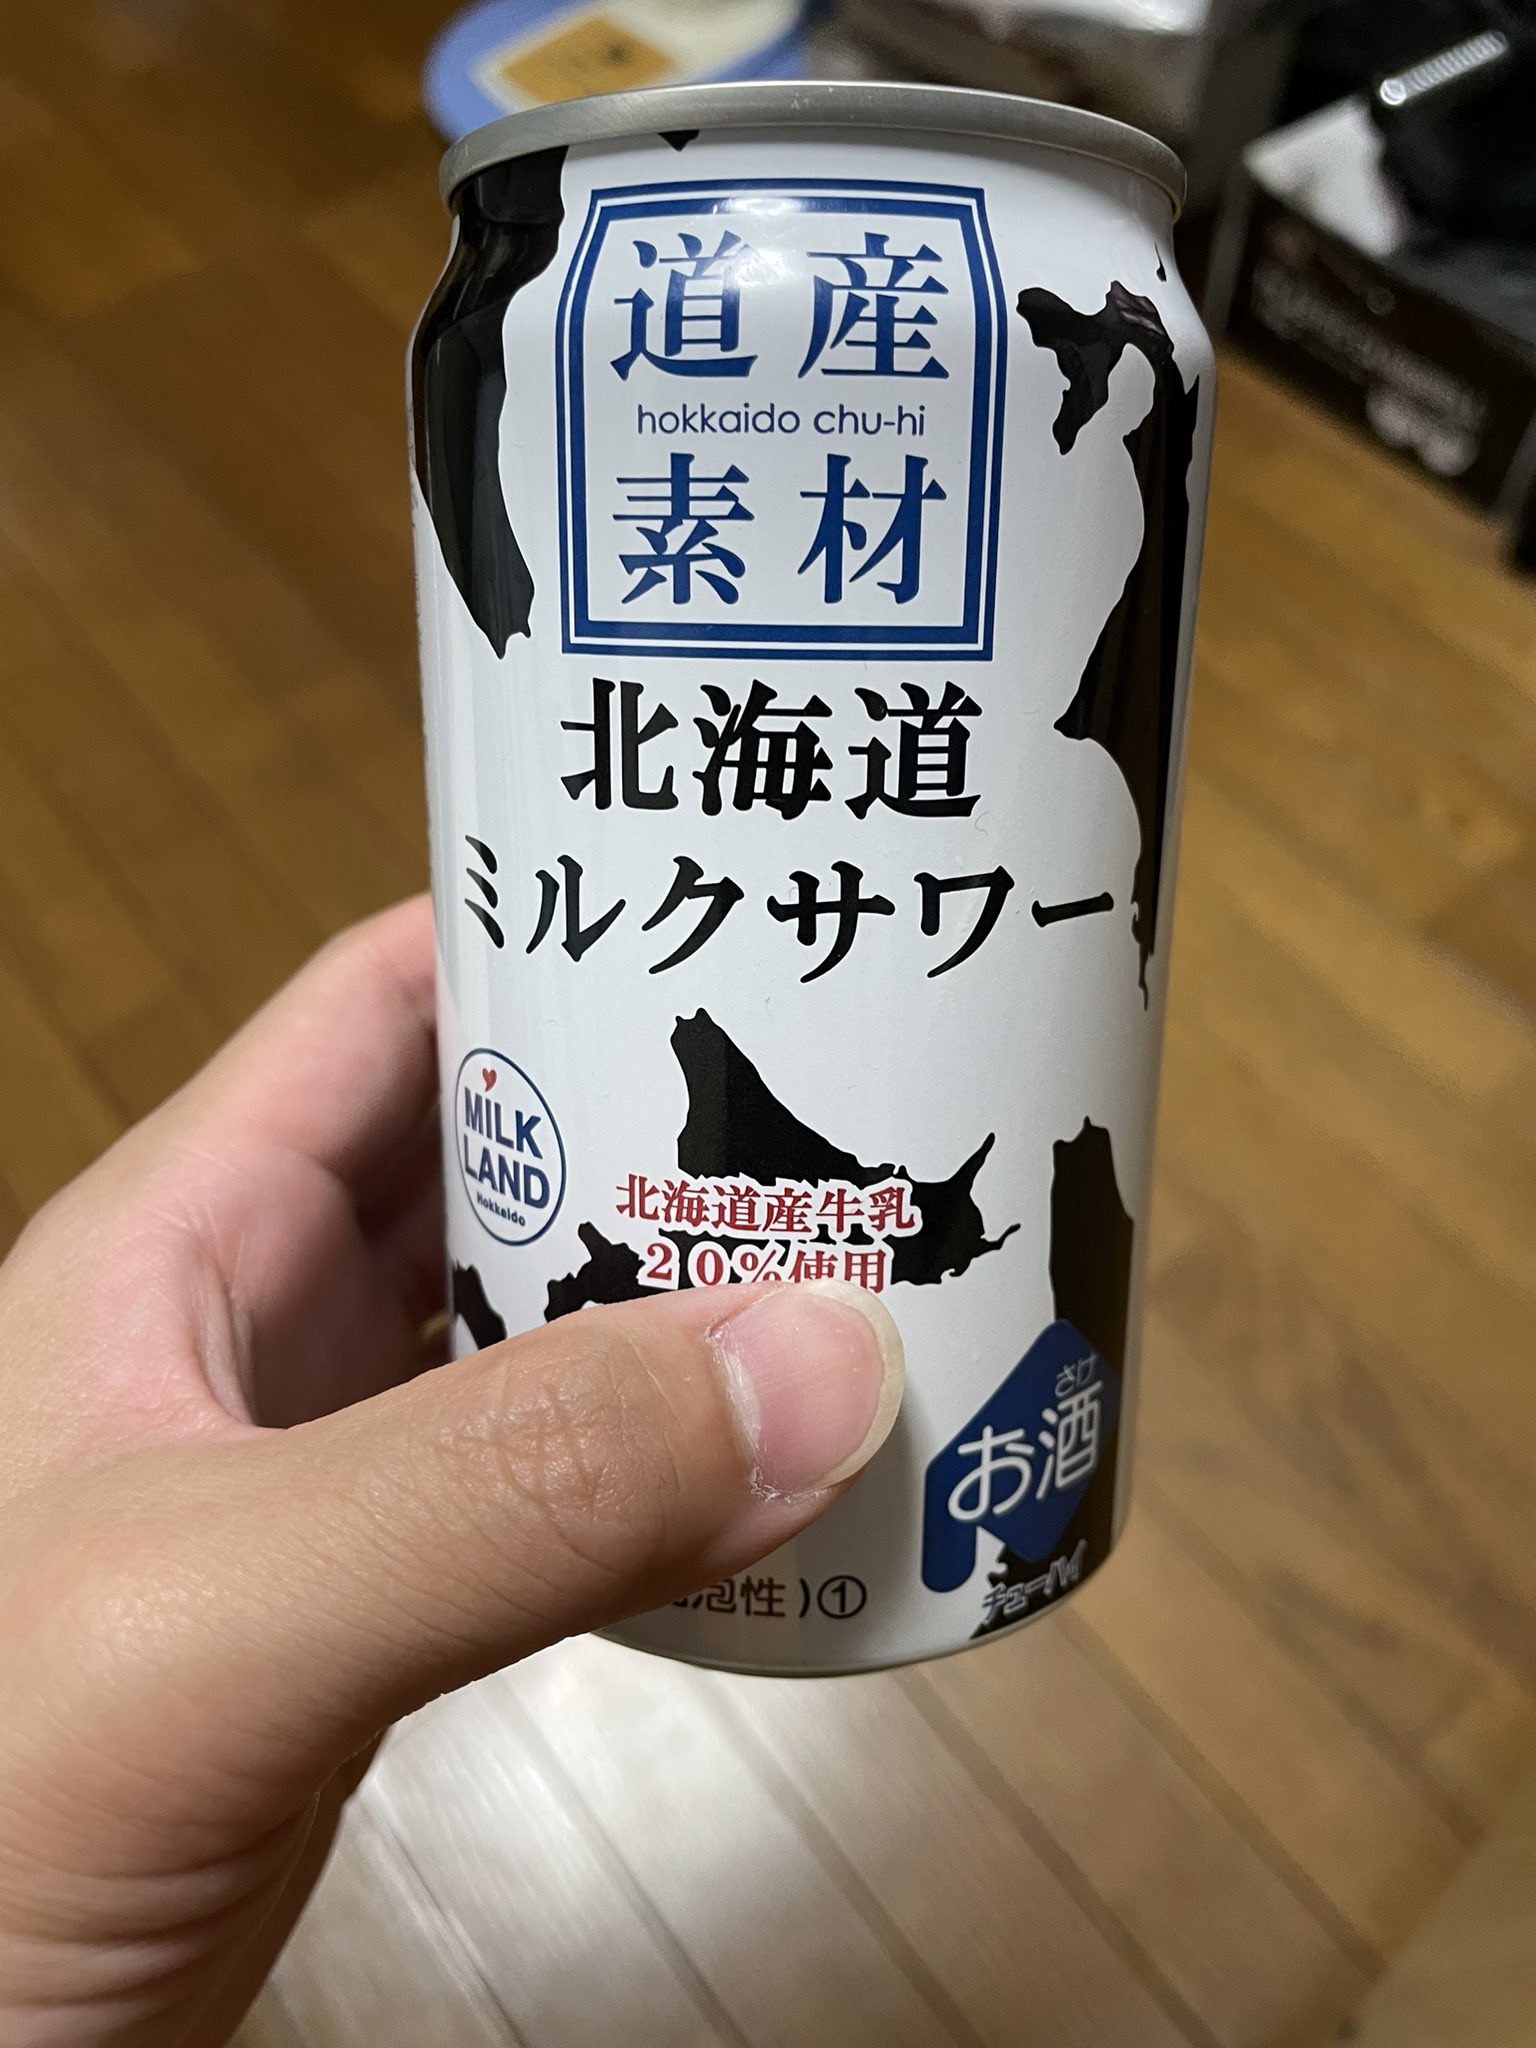 道産
hokkaido chu-hi
素材
北海道
ミルクサワー
MILK
LAND
Hokkaido
北海道産牛乳
20%使用
さけ
お酒
チューハイ
泡性)①